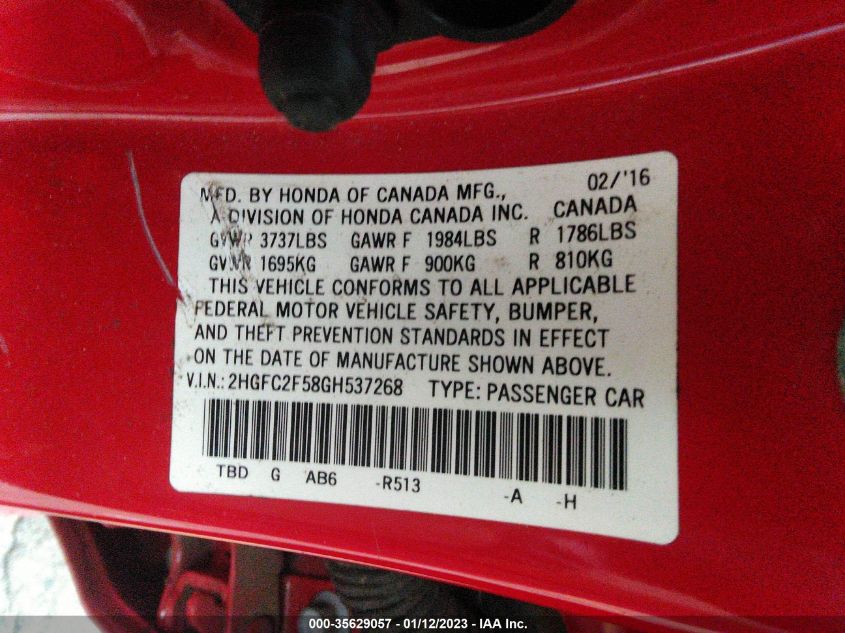 MFD. BY HONDA OF CANADA MFG., 02/'16
A DIVISION OF HONDA CANADA INC. CANADA
GVWR 3737LBS GAWR F 1984LBS R 1786LBS
GVWR 1695KG GAWR F 900KG R 810KG
THIS VEHICLE CONFORMS TO ALL APPLICABLE
FEDERAL MOTOR VEHICLE SAFETY, BUMPER,
AND THEFT PREVENTION STANDARDS IN EFFECT
ON THE DATE OF MANUFACTURE SHOWN ABOVE.
V.I.N.: 2HGFC2F58GH537268 TYPE: PASSENGER CAR
TBD G AB6 -R513 -A -H
000-35629057 - 01/12/2023 - IAA Inc.